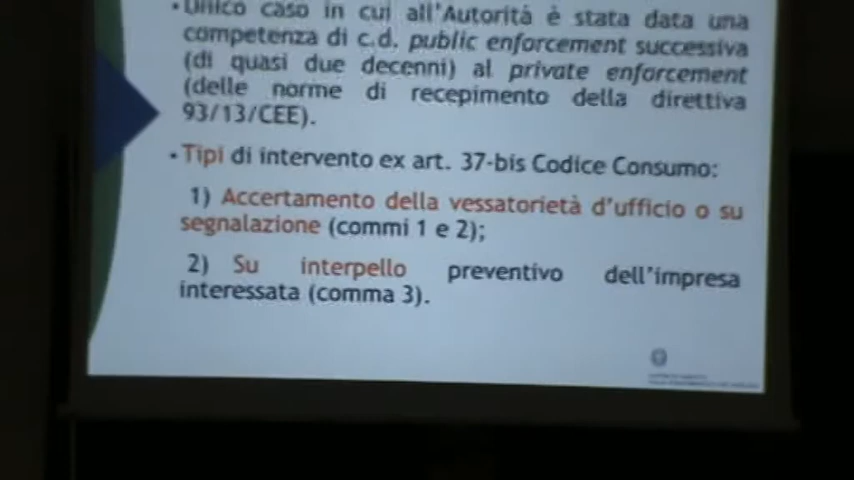 •Unico caso in cui all'Autorità è stata data una
competenza di c.d. public enforcement successiva
(di quasi due decenni) al private enforcement
(delle norme di recepimento della direttiva
93/13/CEE).
•Tipi di intervento ex art. 37-bis Codice Consumo:
1) Accertamento della vessatorietà d'ufficio o su
segnalazione (commi 1 e 2);
2) Su interpello preventivo dell'impresa
interessata (comma 3).